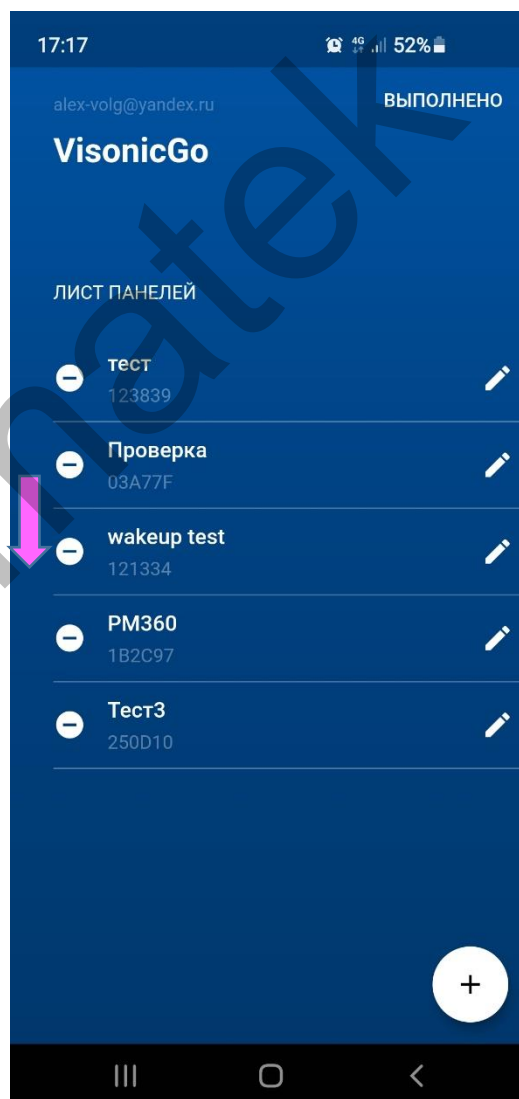 17:17 4G 52%
alex-volg@yandex.ru ВЫПОЛНЕНО
VisonicGo
ЛИСТ ПАНЕЛЕЙ
тест
123839
Проверка
03A77F
wakeup test
121334
PM360
1B2C97
Тест3
250D10